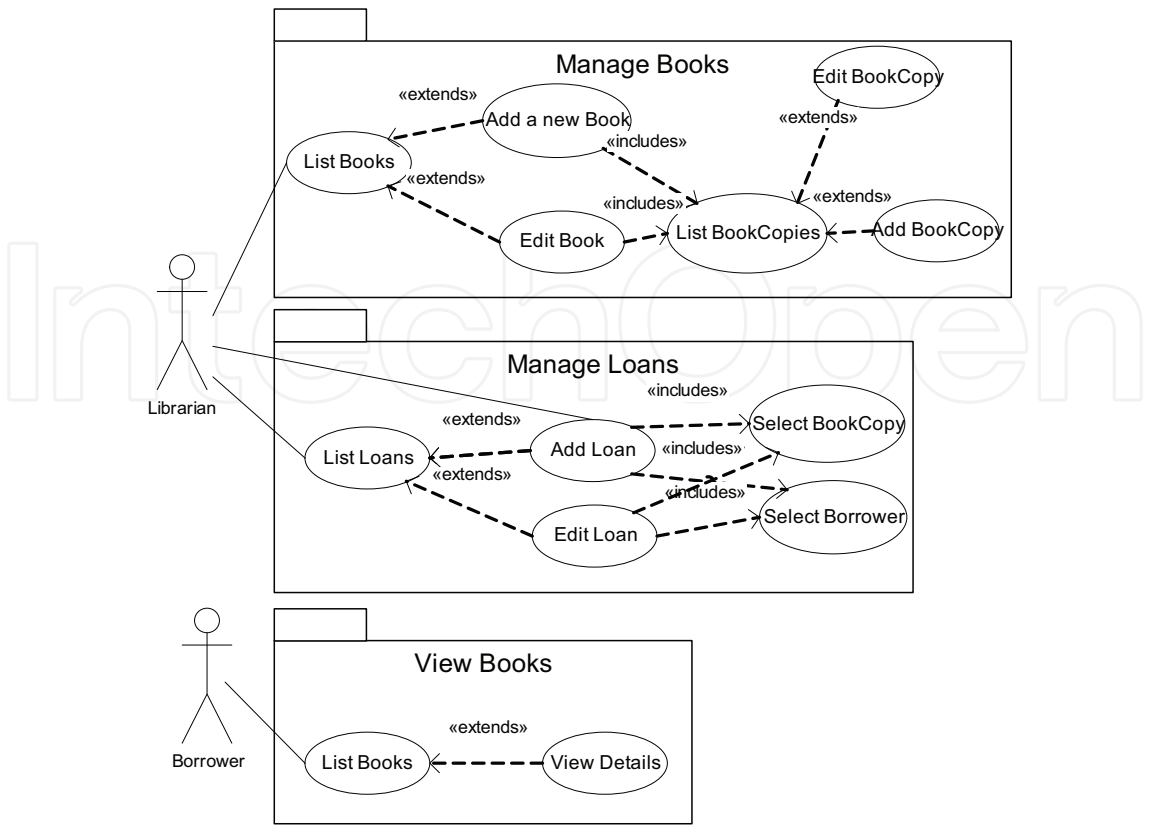 Manage Books
Edit BookCopy
«extends»
Add a new Book
«extends»
«includes»
List Books
«extends»
«includes»
«extends»
Edit Book
List BookCopies
Add BookCopy
IntechOpen
Librarian
Manage Loans
«includes»
«extends»
Select BookCopy
List Loans
Add Loan
«includes»
«extends»
«includes»
Select Borrower
Edit Loan
View Books
«extends»
Borrower
List Books
View Details